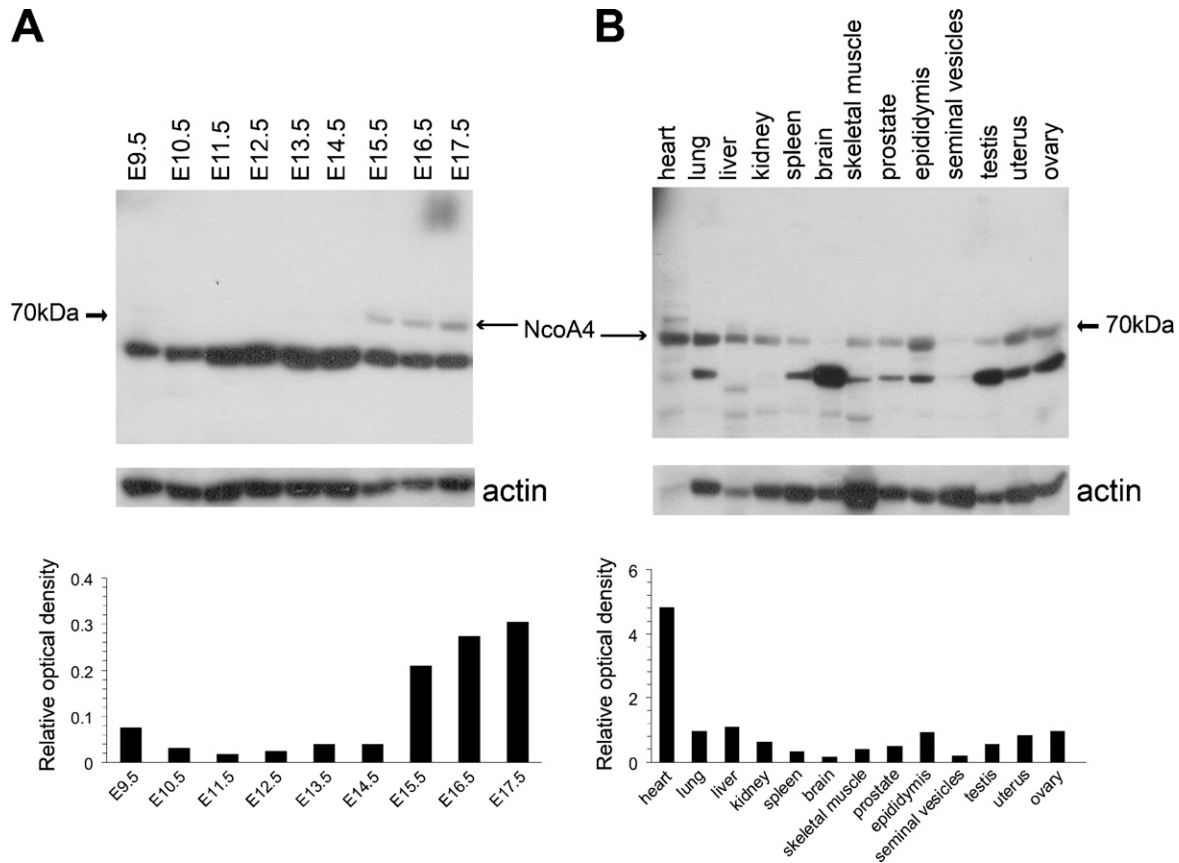 A
E9.5
E10.5
E11.5
E12.5
E13.5
E14.5
E15.5
E16.5
E17.5
70kDa
NcoA4
actin
Relative optical density
0.4
0.3
0.2
0.1
0
E9.5
E10.5
E11.5
E12.5
E13.5
E14.5
E15.5
E16.5
E17.5
B
heart
lung
liver
kidney
spleen
brain
skeletal muscle
prostate
epididymis
seminal vesicles
testis
uterus
ovary
70kDa
actin
Relative optical density
6
4
2
0
heart
lung
liver
kidney
spleen
brain
skeletal muscle
prostate
epididymis
seminal vesicles
testis
uterus
ovary